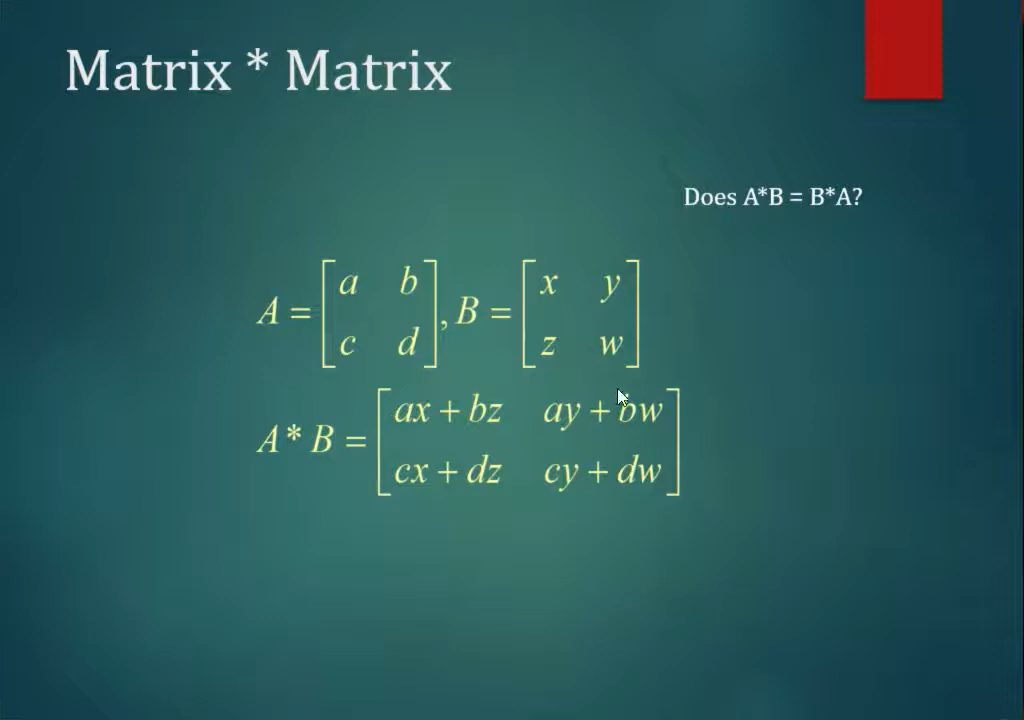 Matrix * Matrix
Does A*B = B*A?
A = [a b; c d], B = [x y; z w]
A * B = [ax + bz ay + bw; cx + dz cy + dw]